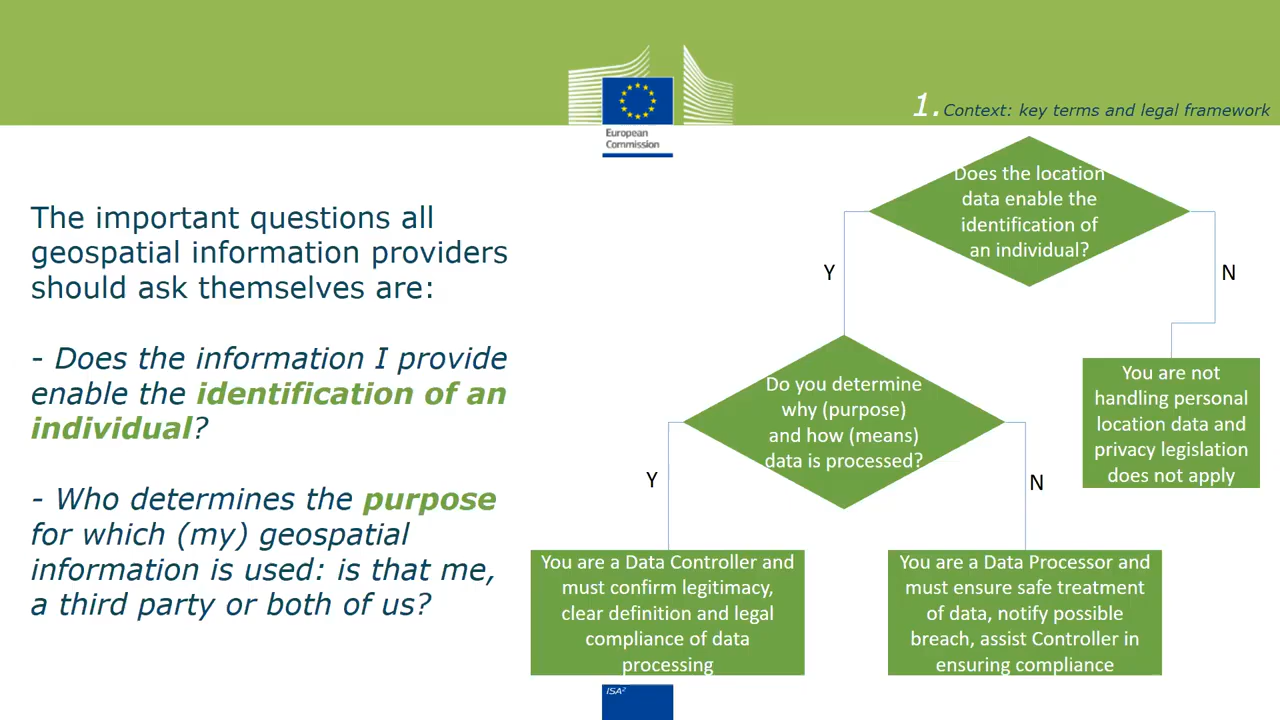 European
Commission
1. Context: key terms and legal framework
The important questions all
geospatial information providers
should ask themselves are:
- Does the information I provide
enable the identification of an
individual?
- Who determines the purpose
for which (my) geospatial
information is used: is that me,
a third party or both of us?
Does the location
data enable the
identification of
an individual?
Y
N
Do you determine
why (purpose)
and how (means)
data is processed?
You are not
handling personal
location data and
privacy legislation
does not apply
Y
N
You are a Data Controller and
must confirm legitimacy,
clear definition and legal
compliance of data
processing
You are a Data Processor and
must ensure safe treatment
of data, notify possible
breach, assist Controller in
ensuring compliance
ISA²